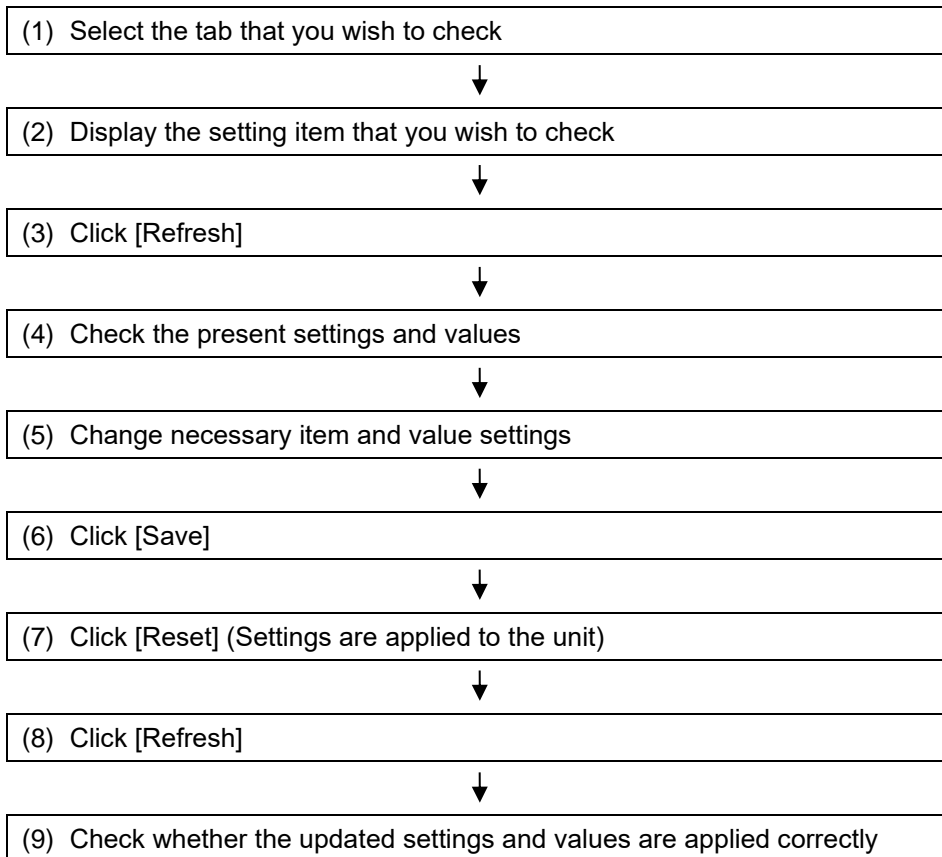 (1) Select the tab that you wish to check
(2) Display the setting item that you wish to check
(3) Click [Refresh]
(4) Check the present settings and values
(5) Change necessary item and value settings
(6) Click [Save]
(7) Click [Reset] (Settings are applied to the unit)
(8) Click [Refresh]
(9) Check whether the updated settings and values are applied correctly